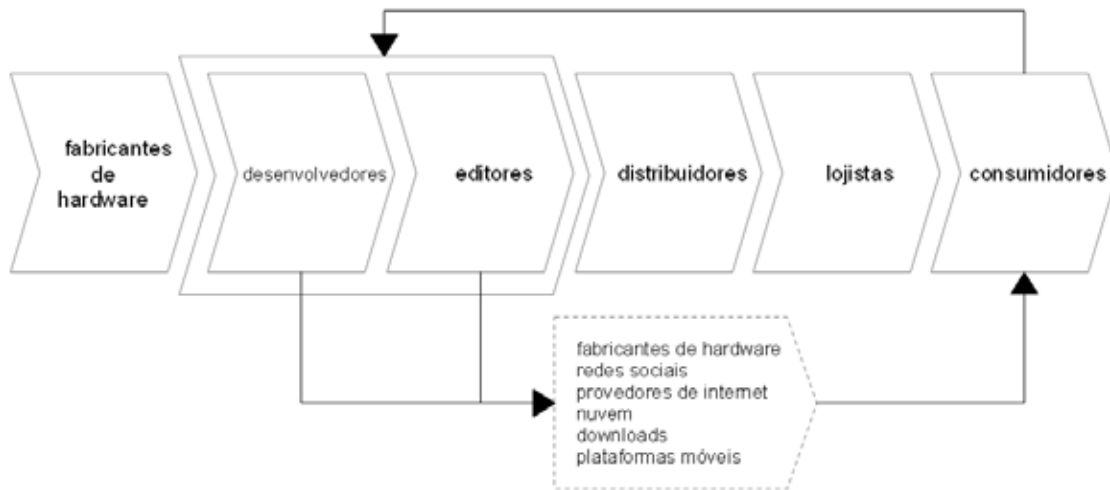 fabricantes
de
hardware
desenvolvedores
editores
distribuidores
lojistas
consumidores
fabricantes de hardware
redes sociais
provedores de internet
nuvem
downloads
plataformas móveis